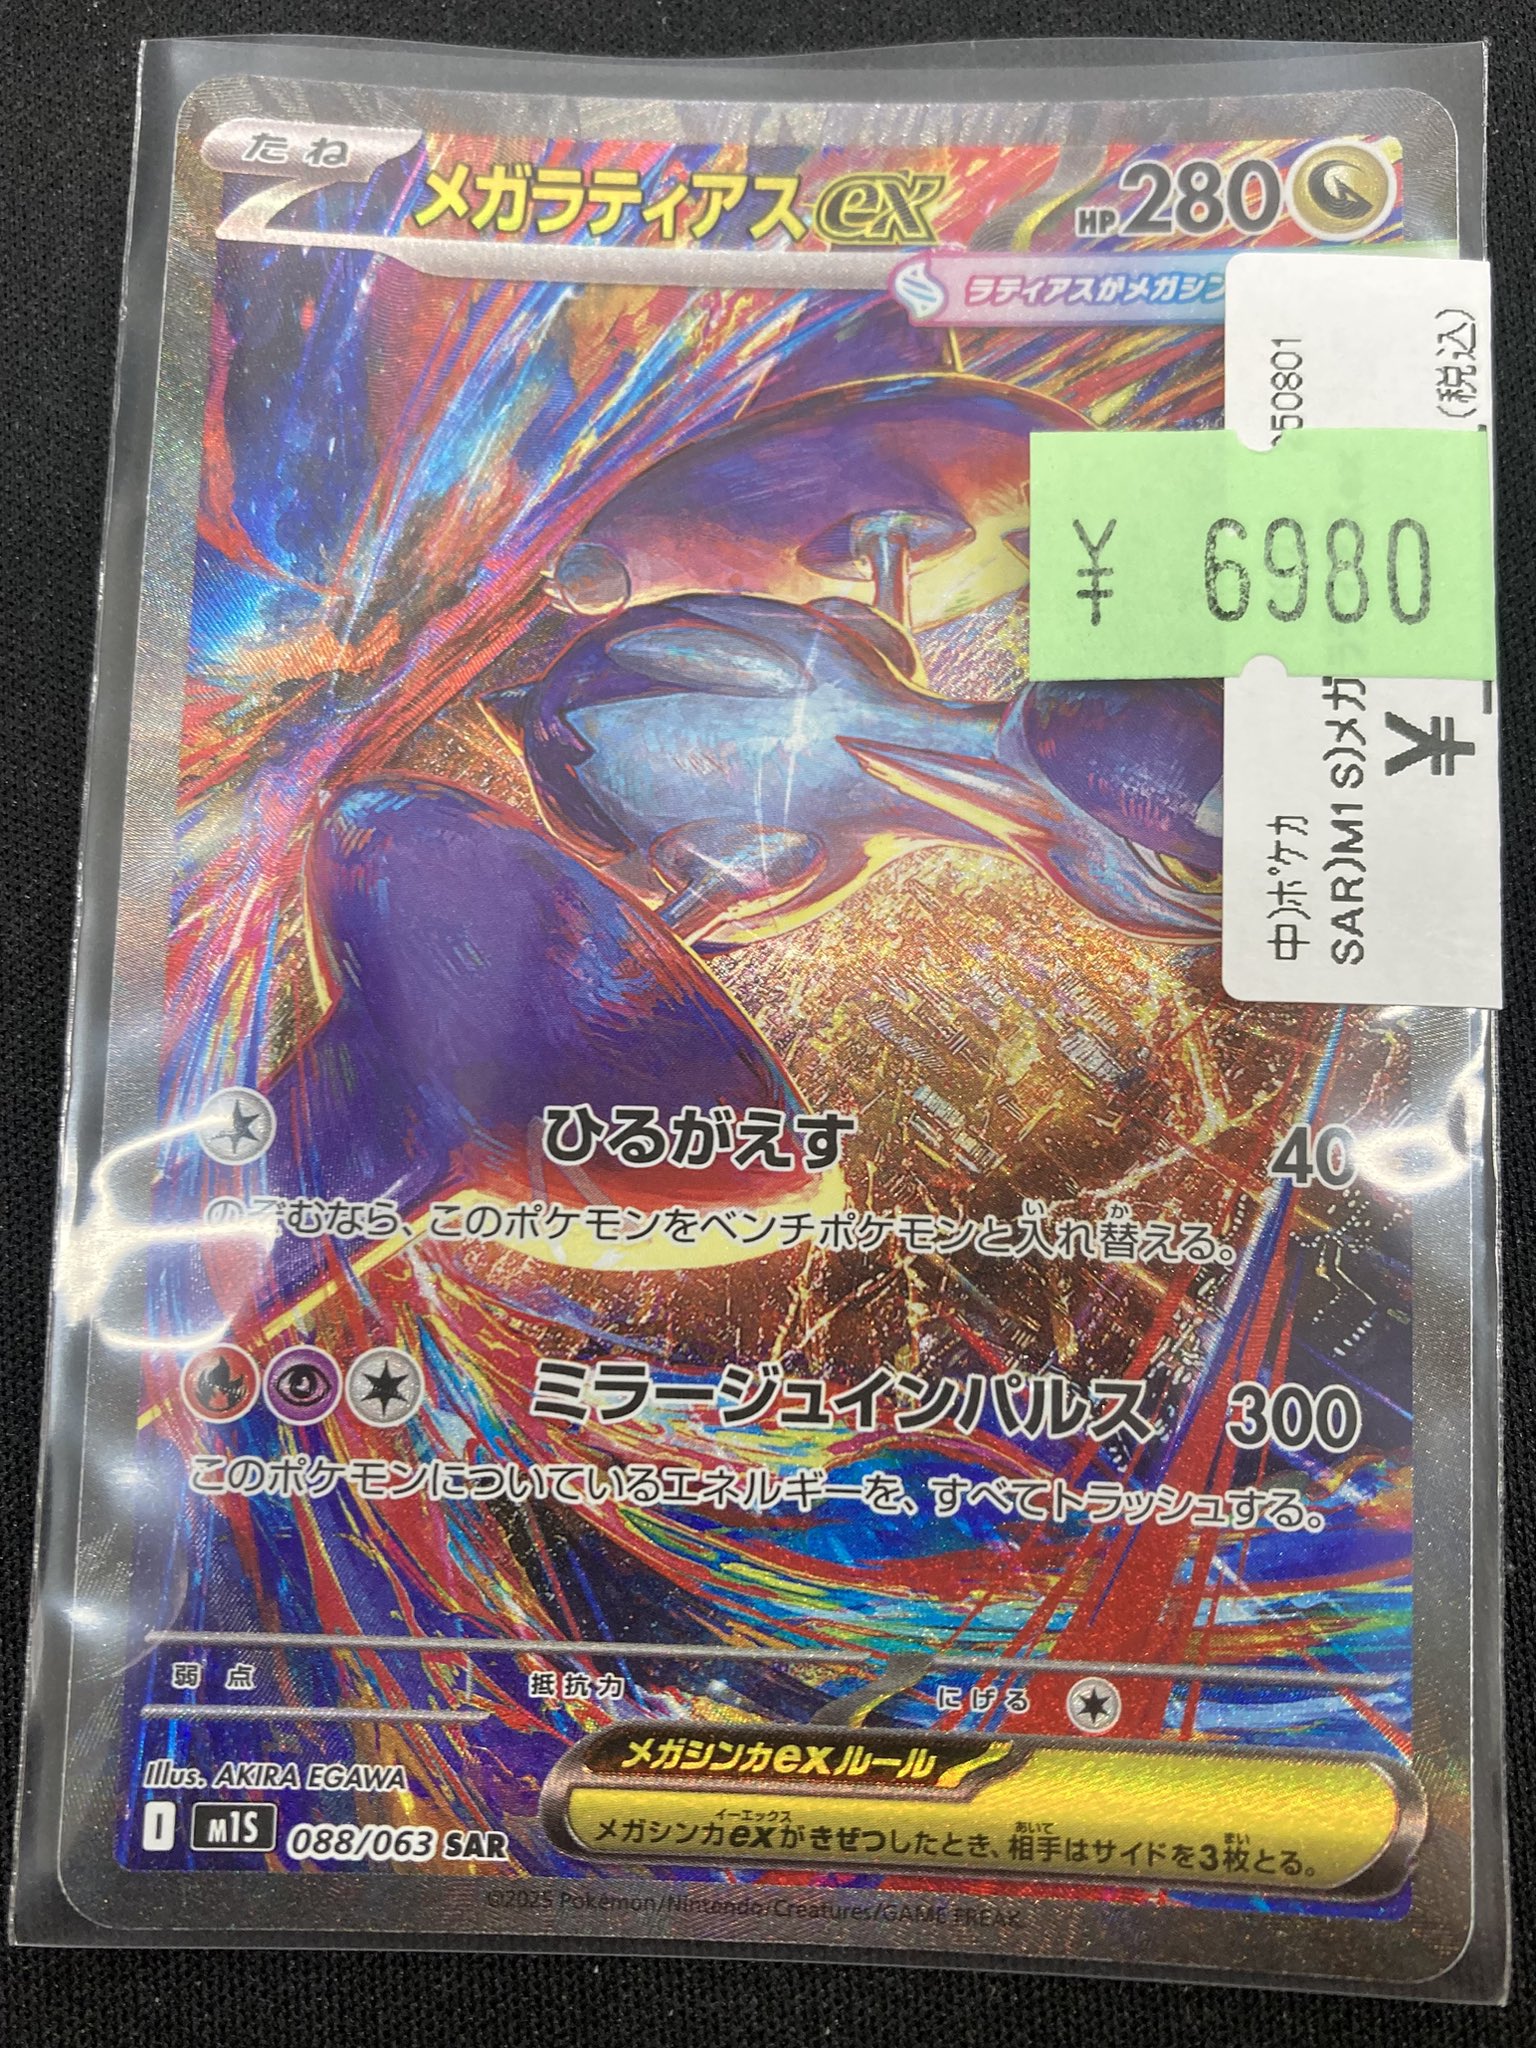 たね
メガラティアスex
HP280
ラティアスがメガシン
50801
(税込)
¥ 6980
¥
中)ポケカ
SAR)M1S)メガ
ひるがえす 40
のぞむなら、このポケモンをベンチポケモンと入れ替える。
ミラージュインパルス 300
このポケモンについているエネルギーを、すべてトラッシュする。
弱点 抵抗力 にげる
メガシンカexルール
メガシンカexがきぜつしたとき、相手はサイドを3枚とる。
Illus. AKIRA EGAWA
I M1S 088/063 SAR
©2025 Pokémon/Nintendo/Creatures/GAME FREAK